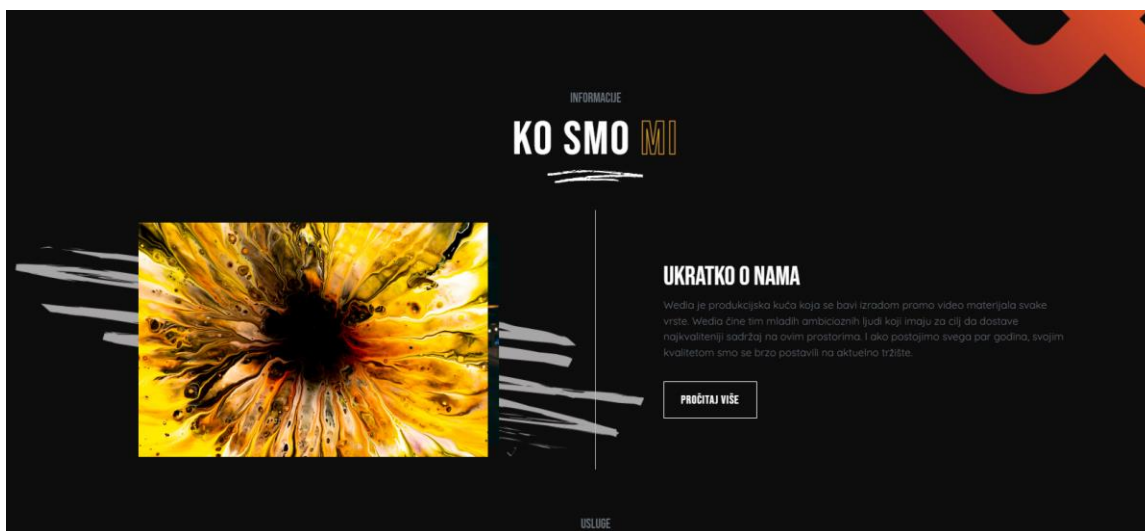 INFORMACIJE
KO SMO MI
UKRATKO O NAMA
Wedia je produkcijska kuća koja se bavi izradom promo video materijala svake
vrste. Wedia čine tim mladih ambicioznih ljudi koji imaju za cilj da dostave
najkvaliteniji sadržaj na ovim prostorima. I ako postojimo svega par godina, svojim
kvalitetom smo se brzo postavili na aktuelno tržište.
PROČITAJ VIŠE
USLUGE